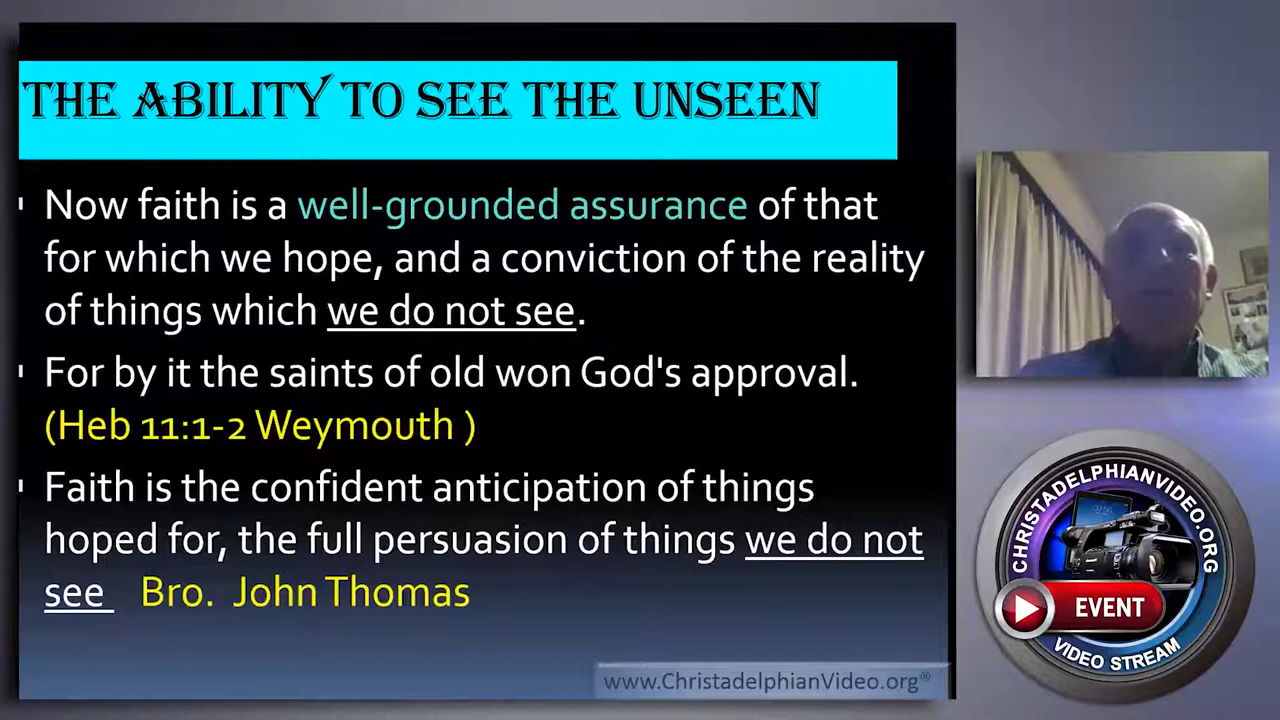 THE ABILITY TO SEE THE UNSEEN
Now faith is a well-grounded assurance of that
for which we hope, and a conviction of the reality
of things which we do not see.
For by it the saints of old won God's approval.
(Heb 11:1-2 Weymouth )
Faith is the confident anticipation of things
hoped for, the full persuasion of things we do not
see Bro. John Thomas
www.ChristadelphianVideo.org®
CHRISTADELPHIANVIDEO.ORG
EVENT
VIDEO STREAM